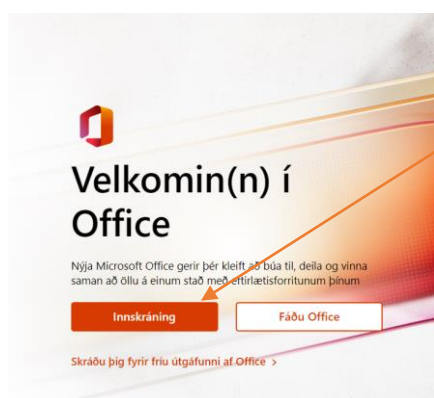 Velkomin(n) í
Office
Nýja Microsoft Office gerir þér kleift að búa til, deila og vinna
saman að öllu á einum stað með eftirlætisforritunum þínum
Innskráning
Fáðu Office
Skráðu þig fyrir fríu útgáfunni af Office >